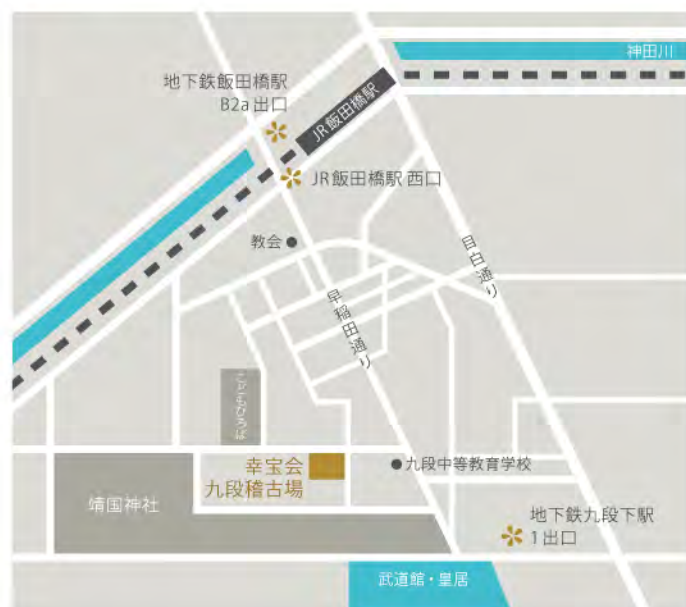 神田川
地下鉄飯田橋駅
B2a 出口
JR飯田橋駅
JR飯田橋駅 西口
教会
目白通り
早稲田通り
こどもひろば
幸宝会
九段稽古場
九段中等教育学校
靖国神社
地下鉄九段下駅
1 出口
武道館・皇居